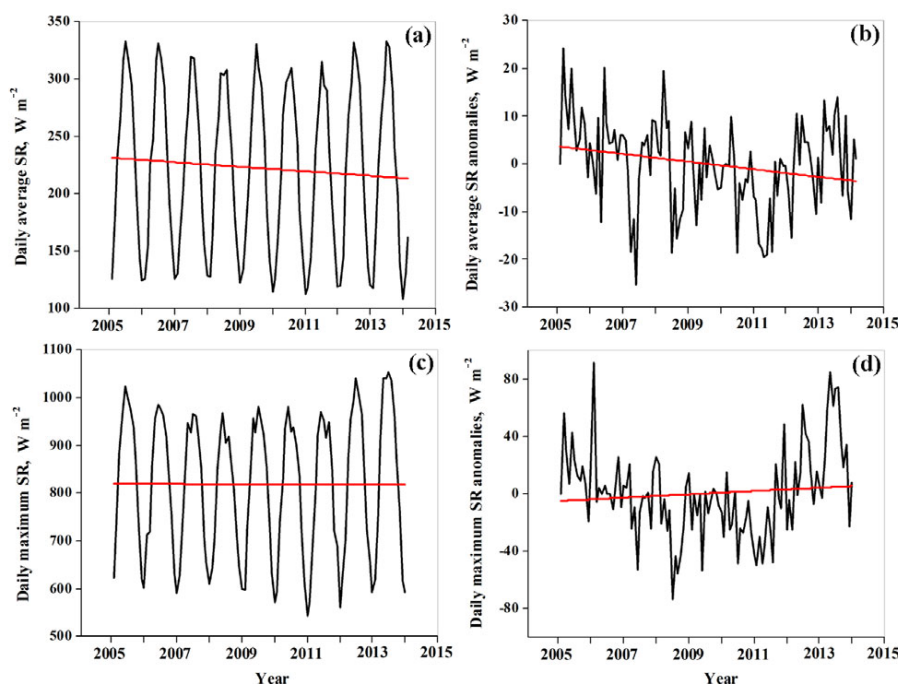 (a)
Daily average SR, W m⁻²
350
300
250
200
150
100
2005 2007 2009 2011 2013 2015
(b)
Daily average SR anomalies, W m⁻²
30
20
10
0
-10
-20
-30
2005 2007 2009 2011 2013 2015
(c)
Daily maximum SR, W m⁻²
1100
1000
900
800
700
600
500
2005 2007 2009 2011 2013 2015
Year
(d)
Daily maximum SR anomalies, W m⁻²
80
40
0
-40
-80
2005 2007 2009 2011 2013 2015
Year